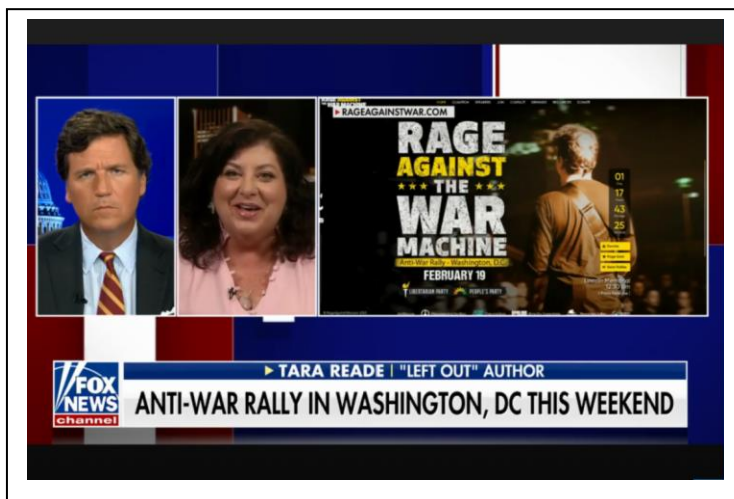 RAGEAGAINSTWAR.COM
RAGE
AGAINST
THE
WAR
MACHINE
Anti-War Rally - Washington, D.C
FEBRUARY 19
LIBERTARIAN PARTY PEOPLE'S PARTY
01
17
43
25
FOX
NEWS
channel
TARA READE | "LEFT OUT" AUTHOR
ANTI-WAR RALLY IN WASHINGTON, DC THIS WEEKEND